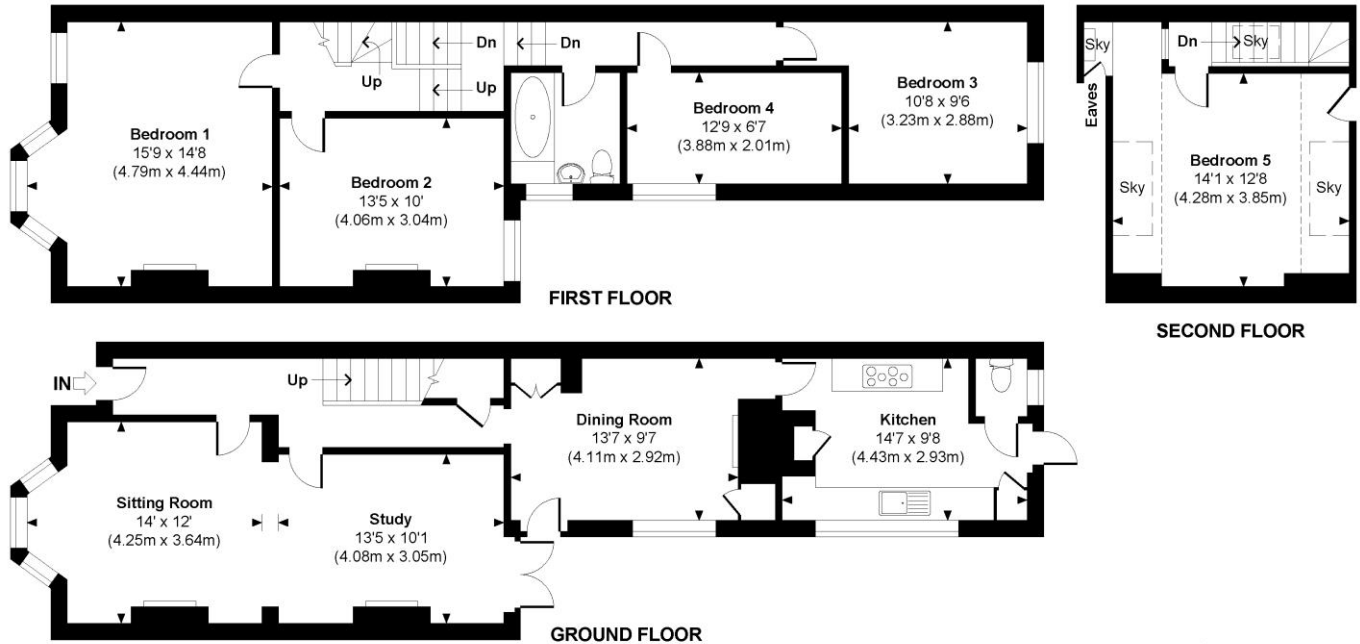 Bedroom 1
15'9 x 14'8
(4.79m x 4.44m)
Up
Dn
Up
Dn
Bedroom 2
13'5 x 10'
(4.06m x 3.04m)
Bedroom 4
12'9 x 6'7
(3.88m x 2.01m)
Bedroom 3
10'8 x 9'6
(3.23m x 2.88m)
FIRST FLOOR
Sky
Dn
Sky
Eaves
Bedroom 5
14'1 x 12'8
(4.28m x 3.85m)
Sky
Sky
SECOND FLOOR
IN
Up
Sitting Room
14' x 12'
(4.25m x 3.64m)
Study
13'5 x 10'1
(4.08m x 3.05m)
Dining Room
13'7 x 9'7
(4.11m x 2.92m)
Kitchen
14'7 x 9'8
(4.43m x 2.93m)
GROUND FLOOR